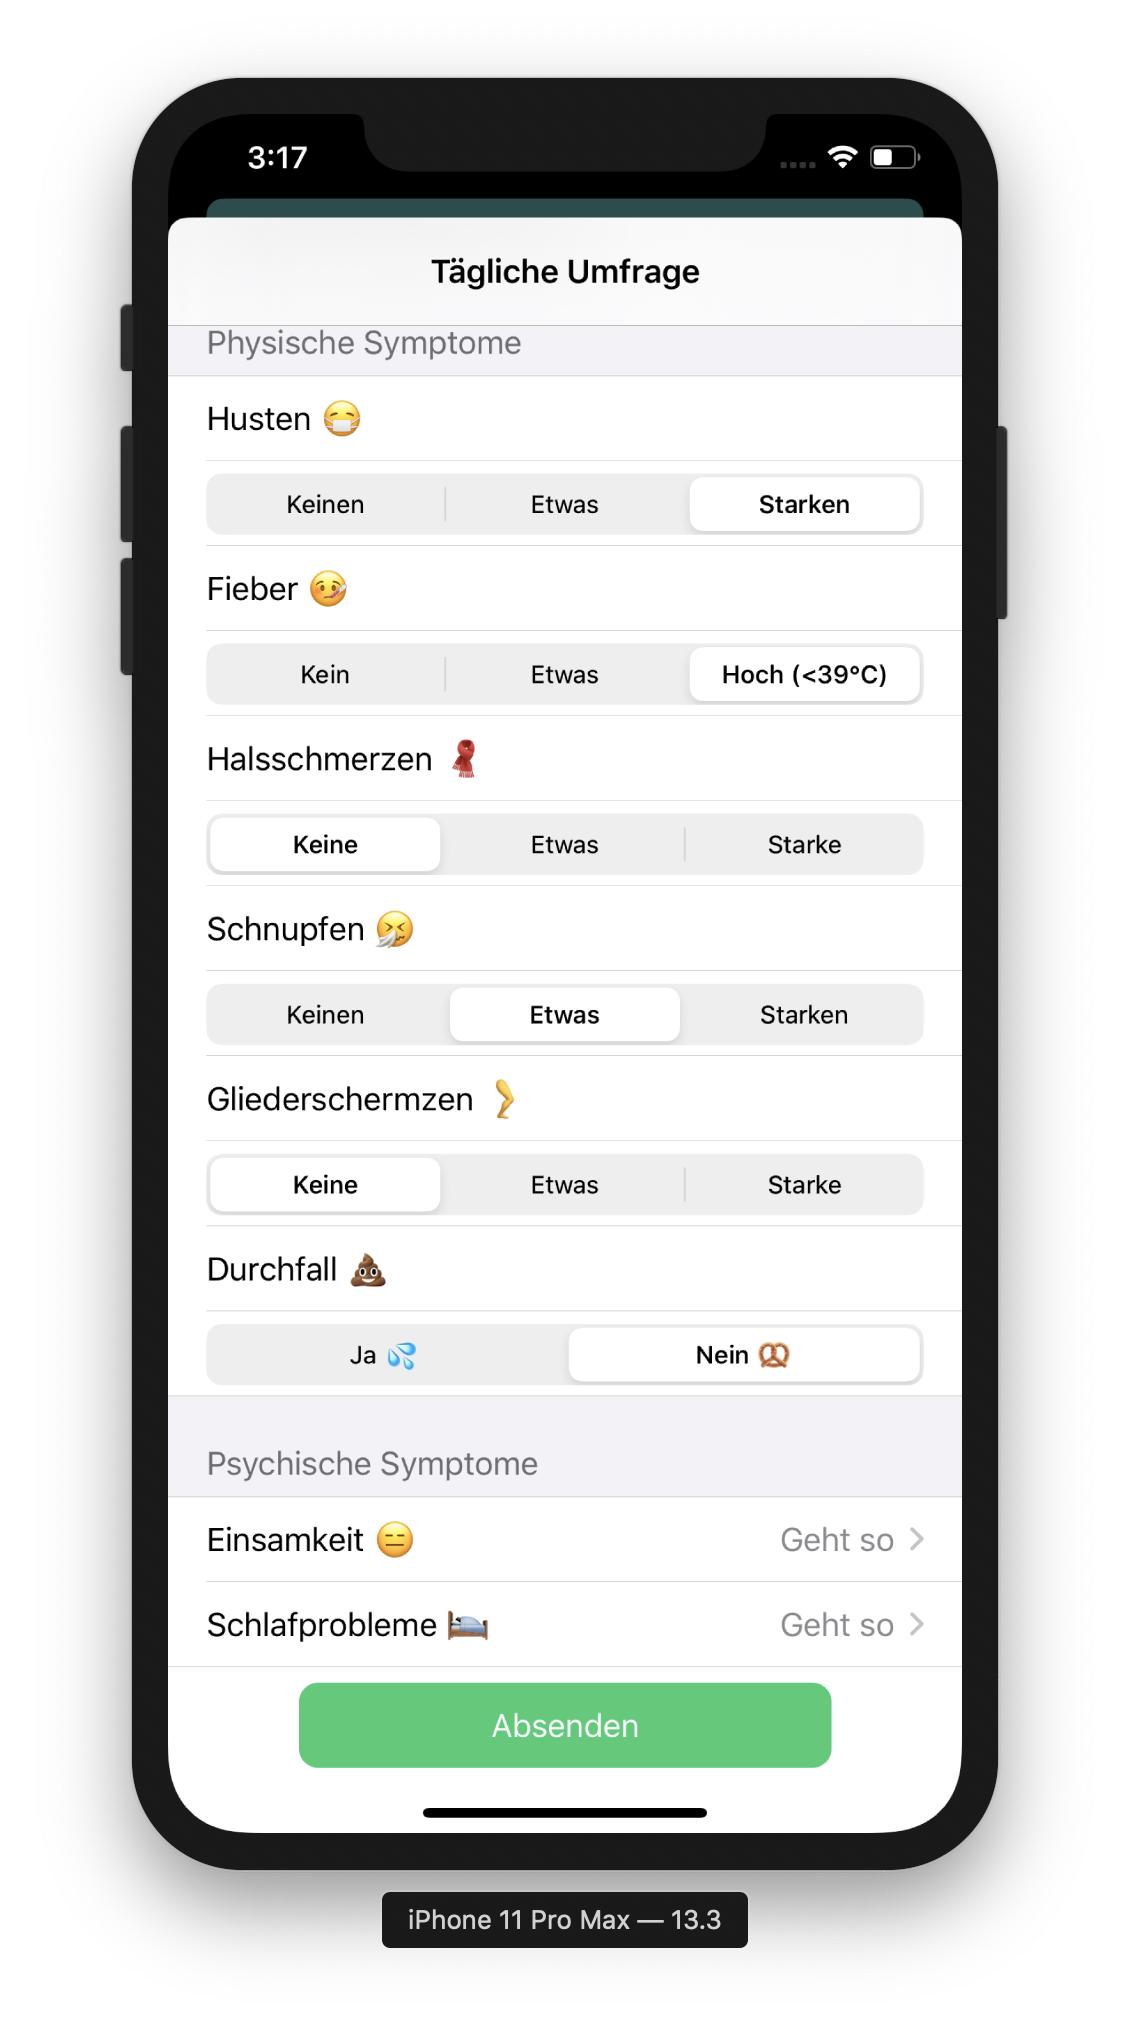 3:17
Tägliche Umfrage
Physische Symptome
Husten 😷
Keinen Etwas Starken
Fieber 🤒
Kein Etwas Hoch (<39°C)
Halsschmerzen 🧣
Keine Etwas Starke
Schnupfen 🤧
Keinen Etwas Starken
Gliederschermzen 🦵
Keine Etwas Starke
Durchfall 💩
Ja 💦 Nein 🥨
Psychische Symptome
Einsamkeit 😑 Geht so
Schlafprobleme 🛏 Geht so
Absenden
iPhone 11 Pro Max — 13.3